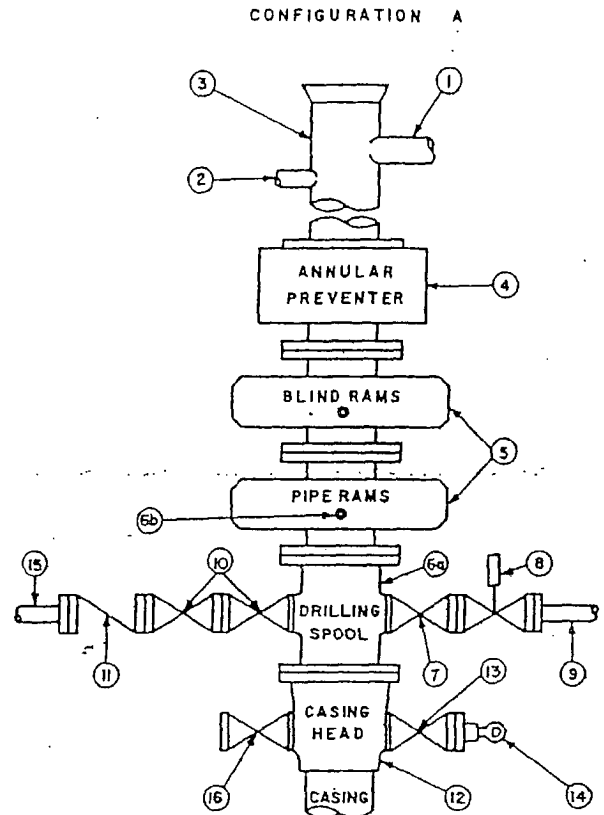 CONFIGURATION A
3
1
2
ANNULAR
PREVENTER
4
BLIND RAMS
5
PIPE RAMS
6b
6a
8
10
15
DRILLING
SPOOL
11
7
9
13
CASING
HEAD
16
12
14
D
CASING